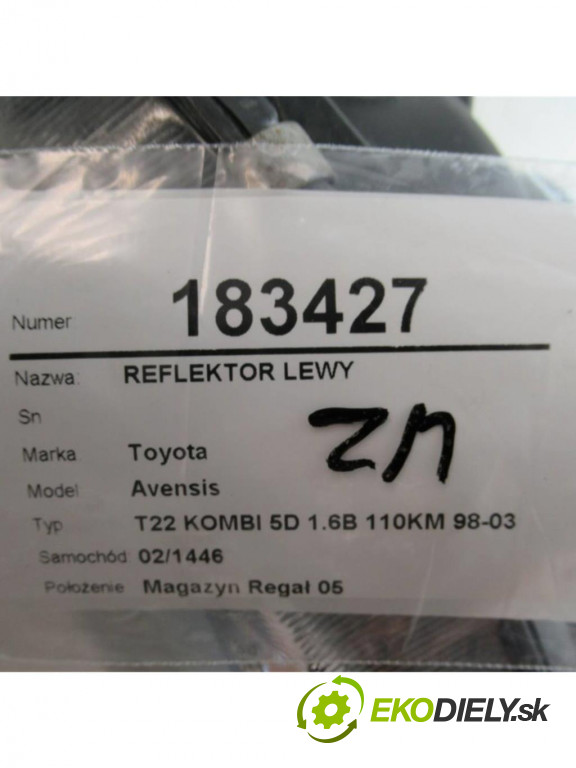 Numer 183427
Nazwa: REFLEKTOR LEWY
Sn
ZM
Marka Toyota
Model Avensis
Typ T22 KOMBI 5D 1.6B 110KM 98-03
Samochód 02/1446
Położenie Magazyn Regał 05
EKODIELY.sk